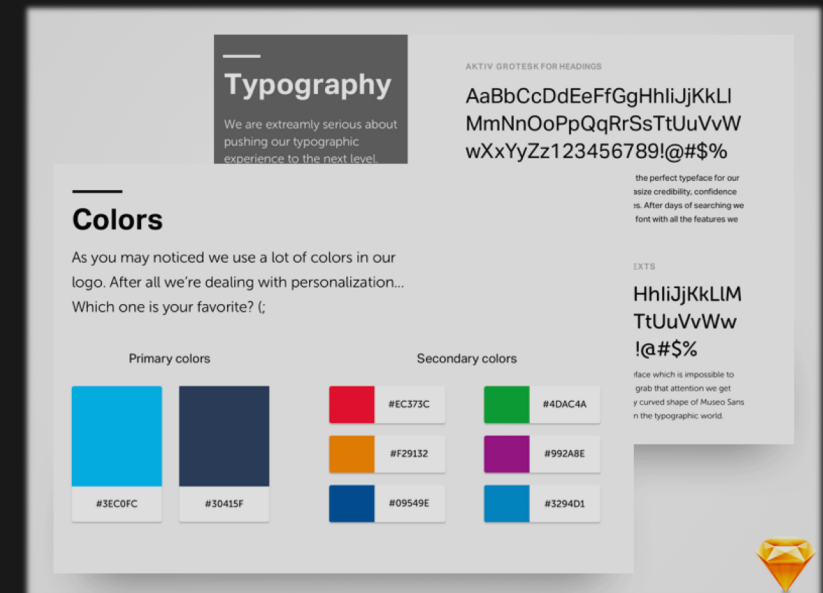 Typography
We are extreamly serious about
pushing our typographic
experience to the next level.
AKTIV GROTESK FOR HEADINGS
AaBbCcDdEeFfGgHhIiJjKkLl
MmNnOoPpQqRrSsTtUuVvW
wXxYyZz123456789!@#$%
the perfect typeface for our
asize credibility, confidence
es. After days of searching we
font with all the features we
EXTS
HhIiJjKkLlM
TtUuVvWw
!@#$%
face which is impossible to
grab that attention we get
y curved shape of Museo Sans
n the typographic world.
Colors
As you may noticed we use a lot of colors in our
logo. After all we're dealing with personalization...
Which one is your favorite? (;
Primary colors
#3EC0FC
#30415F
Secondary colors
#EC373C
#4DAC4A
#F29132
#992A8E
#09549E
#3294D1